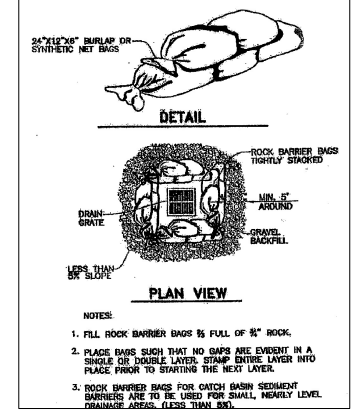 24"X12"X6" BURLAP OR
SYNTHETIC NET BAGS
DETAIL
ROCK BARRIER BAGS
TIGHTLY STACKED
DRAIN
GRATE
MIN. 5"
AROUND
GRAVEL
BACKFILL
LESS THAN
5% SLOPE
PLAN VIEW
NOTES:
1. FILL ROCK BARRIER BAGS ⅔ FULL OF ¾" ROCK.
2. PLACE BAGS SUCH THAT NO GAPS ARE EVIDENT IN A
SINGLE OR DOUBLE LAYER. STAMP ENTIRE LAYER INTO
PLACE PRIOR TO STARTING THE NEXT LAYER.
3. ROCK BARRIER BAGS FOR CATCH BASIN SEDIMENT
BARRIERS ARE TO BE USED FOR SMALL, NEARLY LEVEL
DRAINAGE AREAS. (LESS THAN 5%).